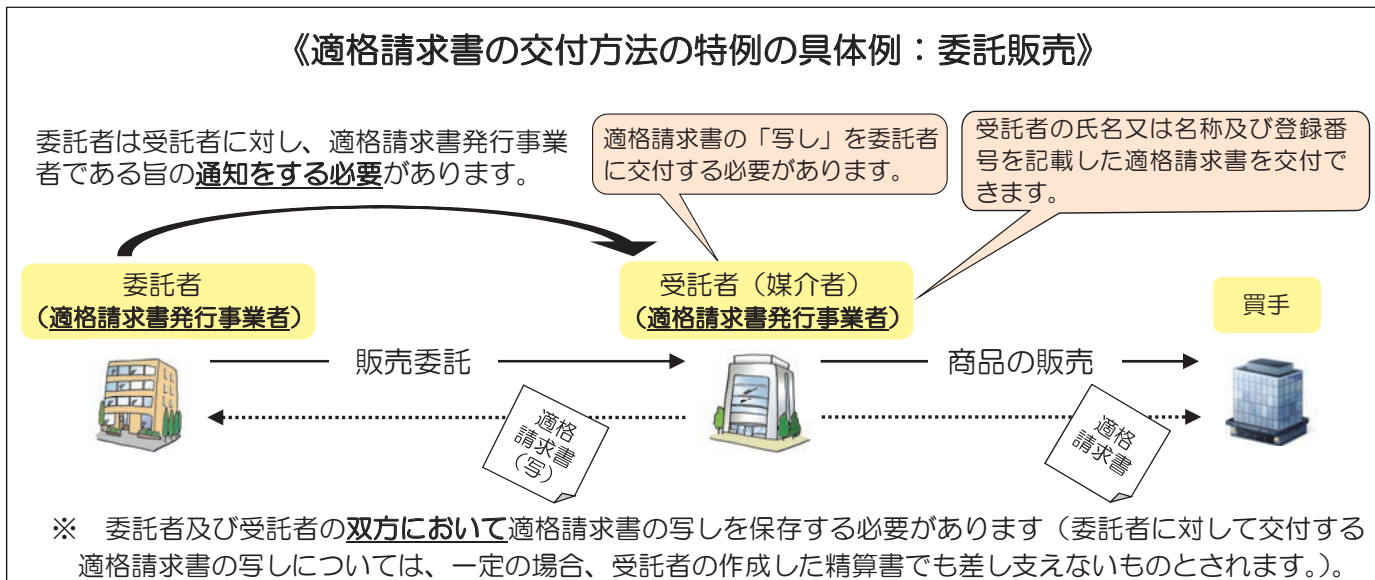 《適格請求書の交付方法の特例の具体例:委託販売》
委託者は受託者に対し、適格請求書発行事業
者である旨の通知をする必要があります。
適格請求書の「写し」を委託者
に交付する必要があります。
受託者の氏名又は名称及び登録番
号を記載した適格請求書を交付で
きます。
委託者
(適格請求書発行事業者)
受託者(媒介者)
(適格請求書発行事業者)
買手
販売委託
商品の販売
適格
請求書
(写)
適格
請求書
※ 委託者及び受託者の双方において適格請求書の写しを保存する必要があります(委託者に対して交付する
適格請求書の写しについては、一定の場合、受託者の作成した精算書でも差し支えないものとされます。)。